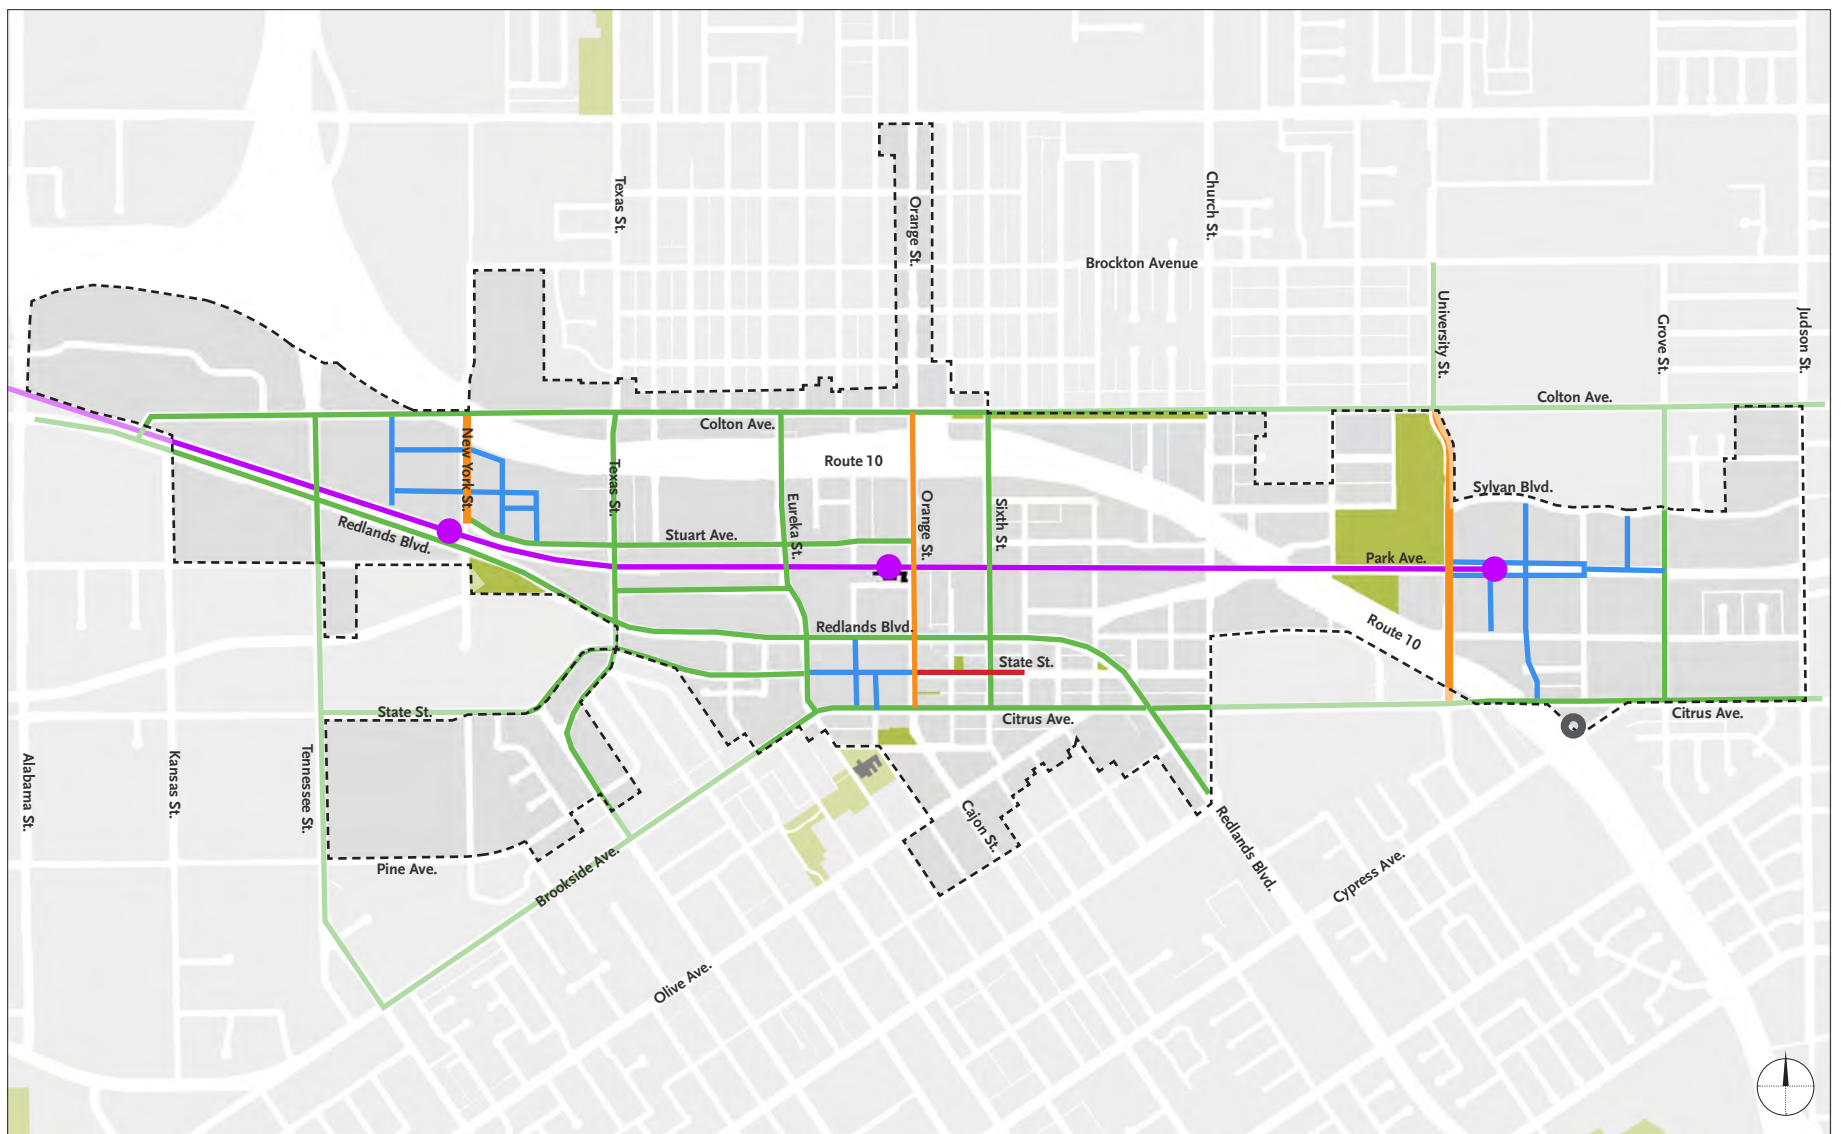 Texas St.
Orange St.
Church St.
Brockton Avenue
University St.
Grove St.
Judson St.
Colton Ave.
Colton Ave.
New York St.
Texas St.
Route 10
Eureka St.
Orange St.
Sixth St.
Sylvan Blvd.
Redlands Blvd.
Stuart Ave.
Park Ave.
Redlands Blvd.
Route 10
State St.
State St.
Citrus Ave.
Citrus Ave.
Alabama St.
Kansas St.
Tennessee St.
Cajon St.
Redlands Blvd.
Pine Ave.
Brookside Ave.
Cypress Ave.
Olive Ave.